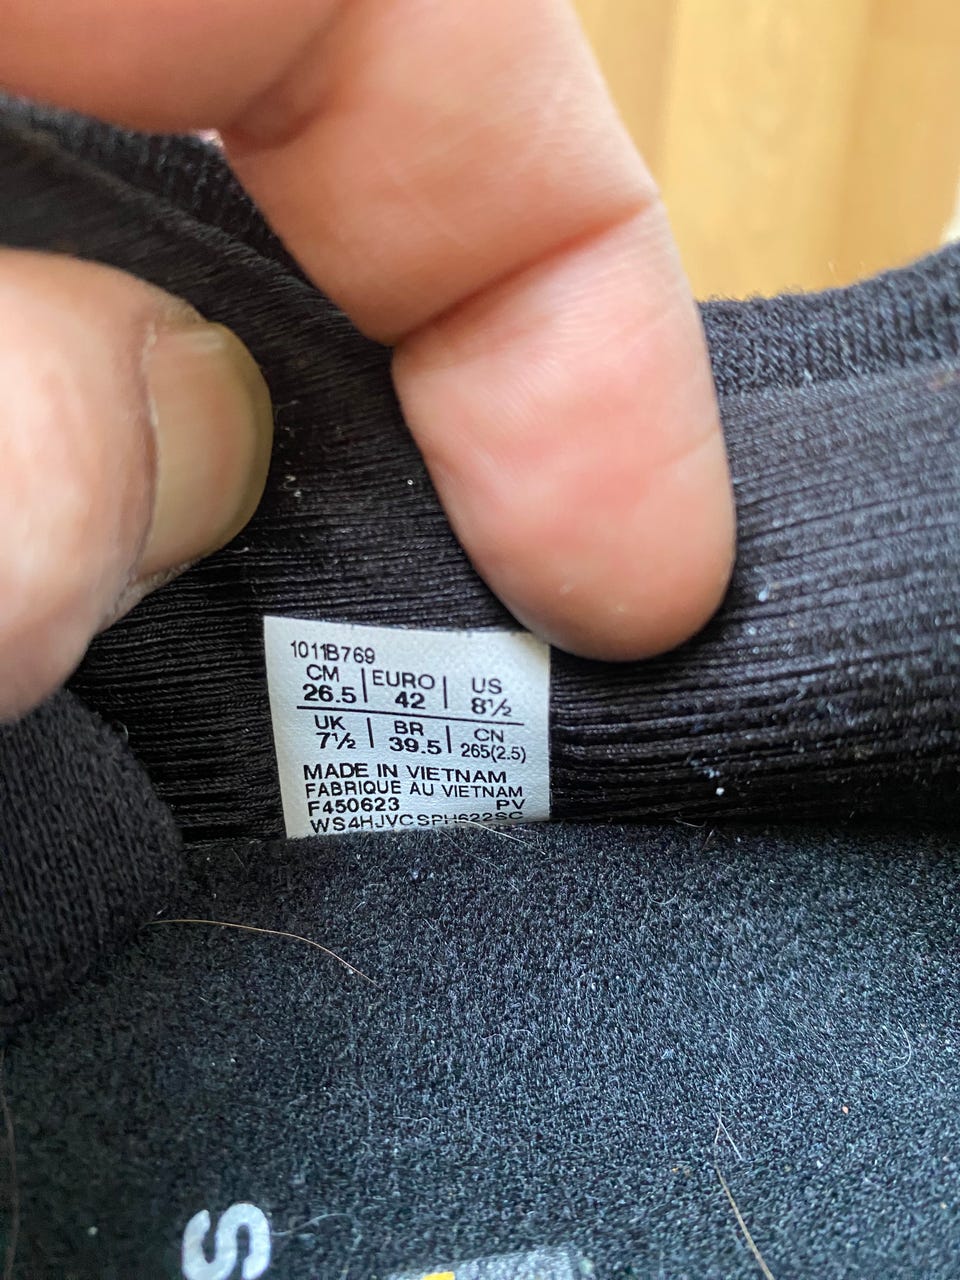 1011B769
CM EURO US
26.5 42 8½
UK BR CN
7½ 39.5 265(2.5)
MADE IN VIETNAM
FABRIQUE AU VIETNAM
F450623 PV
WS4HJVCSPH622SC
S